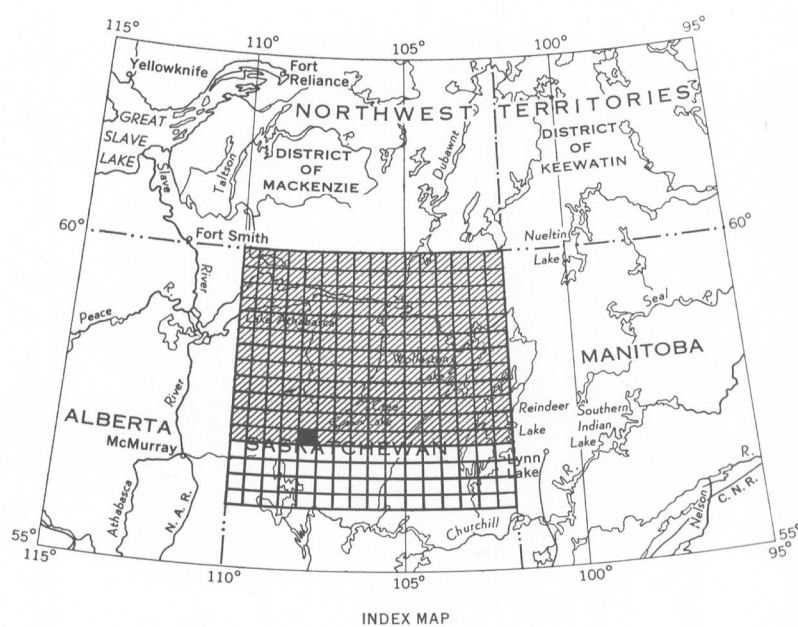 115°
110°
105°
100°
95°
Yellowknife
Fort
Reliance
R.
NORTHWEST TERRITORIES
GREAT
SLAVE
LAKE
Slave
Taltson
R.
DISTRICT
OF
MACKENZIE
Dubawnt
DISTRICT
OF
KEEWATIN
60°
Fort Smith
Nueltin
Lake
60°
River
Peace
R.
Lake Athabasca
Seal
R.
Wollaston
Lake
MANITOBA
River
ALBERTA
McMurray
Reindeer
Lake
Southern
Indian
Lake
SASKATCHEWAN
Lynn
Lake
R.
Athabasca
N. A. R.
Churchill
Nelson
R.
C. N. R.
55°
115°
110°
105°
100°
55°
95°
INDEX MAP